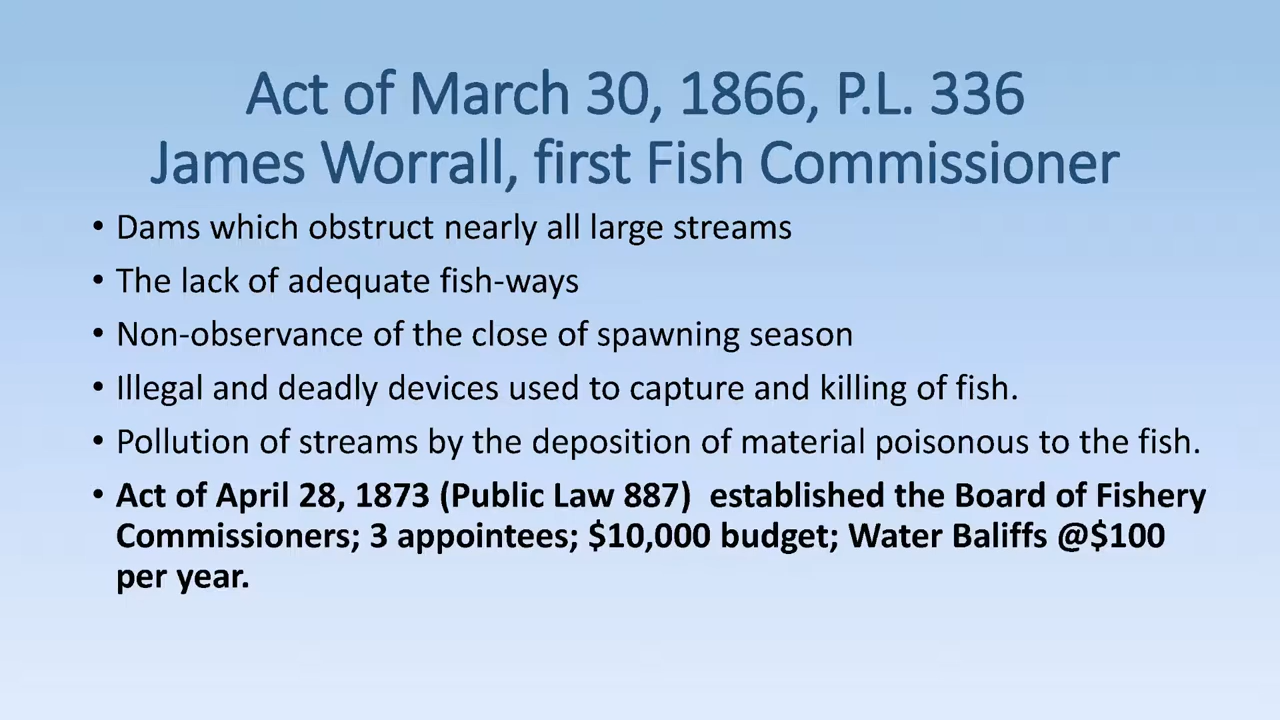 Act of March 30, 1866, P.L. 336
James Worrall, first Fish Commissioner
• Dams which obstruct nearly all large streams
• The lack of adequate fish-ways
• Non-observance of the close of spawning season
• Illegal and deadly devices used to capture and killing of fish.
• Pollution of streams by the deposition of material poisonous to the fish.
• Act of April 28, 1873 (Public Law 887)  established the Board of Fishery
Commissioners; 3 appointees; $10,000 budget; Water Baliffs @$100
per year.